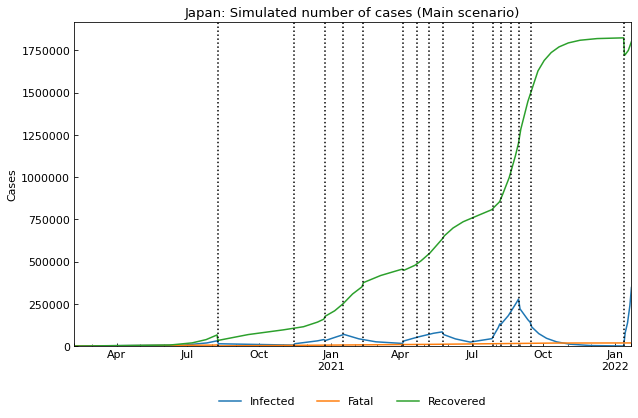 Japan: Simulated number of cases (Main scenario)
Cases
1750000
1500000
1250000
1000000
750000
500000
250000
0
Apr Jul Oct Jan Apr Jul Oct Jan
2021 2022
Infected Fatal Recovered